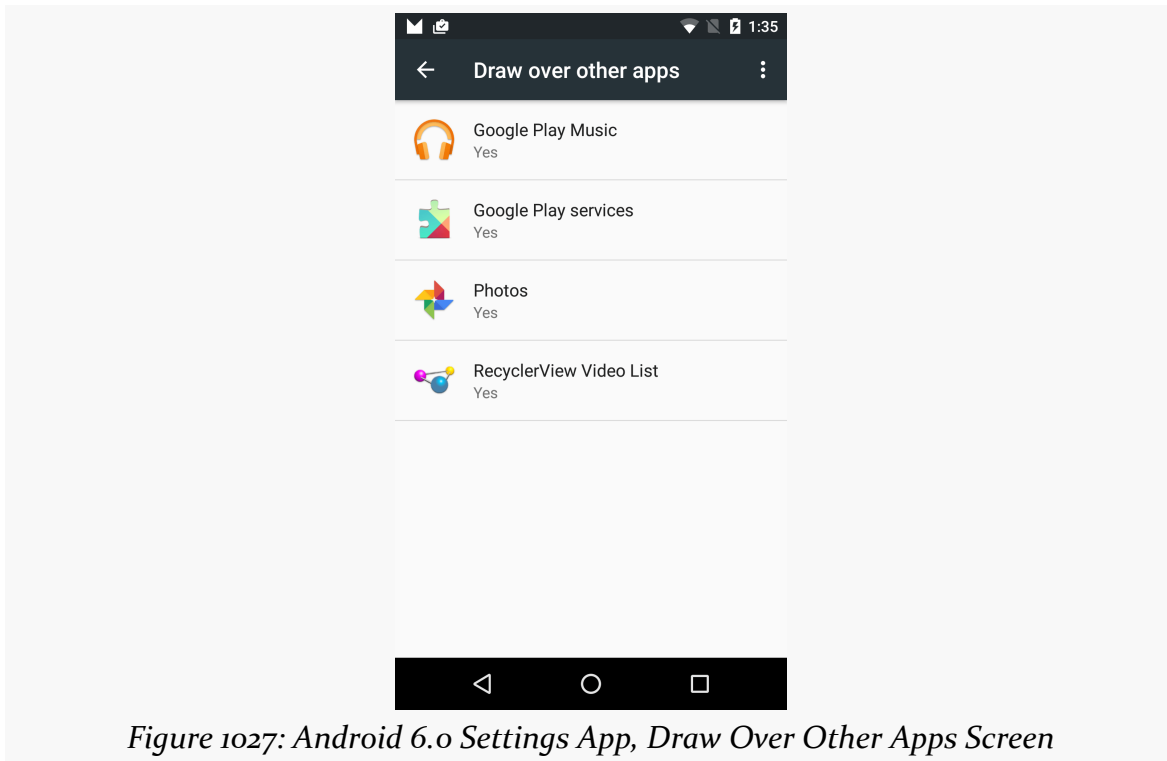 1:35
Draw over other apps
Google Play Music
Yes
Google Play services
Yes
Photos
Yes
RecyclerView Video List
Yes
Figure 1027: Android 6.0 Settings App, Draw Over Other Apps Screen